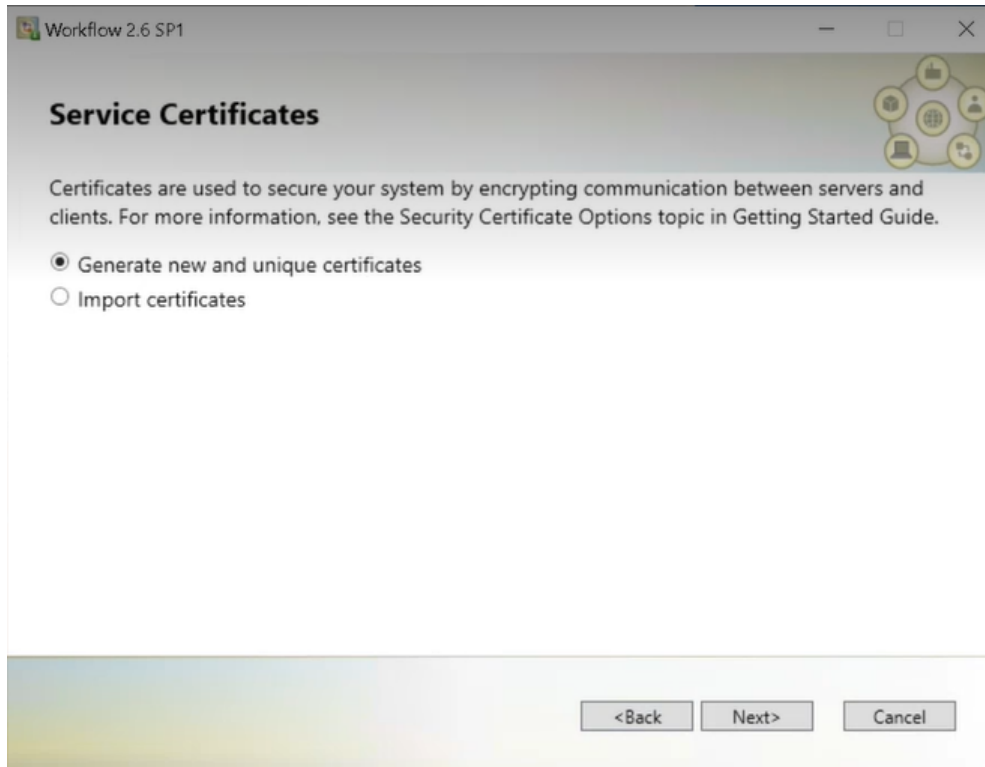 Workflow 2.6 SP1
Service Certificates
Certificates are used to secure your system by encrypting communication between servers and
clients. For more information, see the Security Certificate Options topic in Getting Started Guide.
Generate new and unique certificates
Import certificates
<Back Next> Cancel